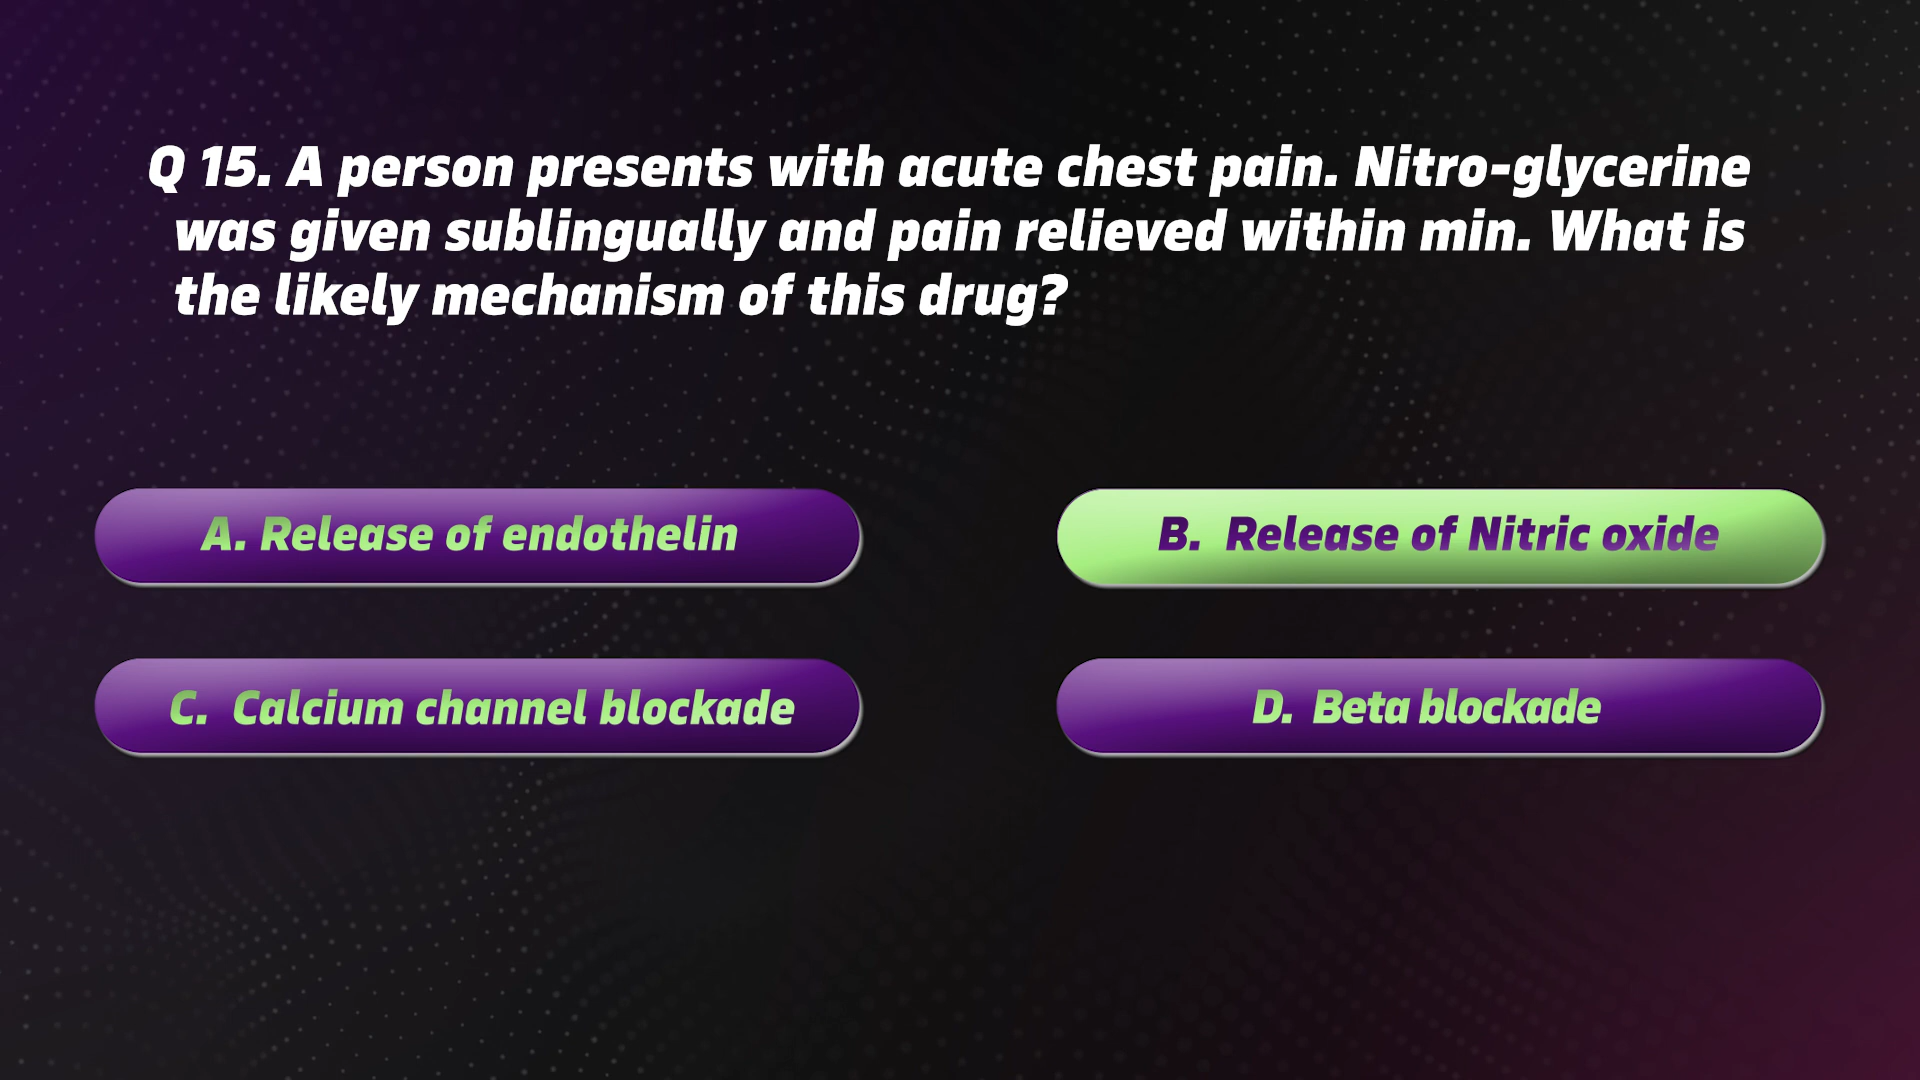 Q 15. A person presents with acute chest pain. Nitro-glycerine
was given sublingually and pain relieved within min. What is
the likely mechanism of this drug?
A. Release of endothelin
B. Release of Nitric oxide
C. Calcium channel blockade
D. Beta blockade